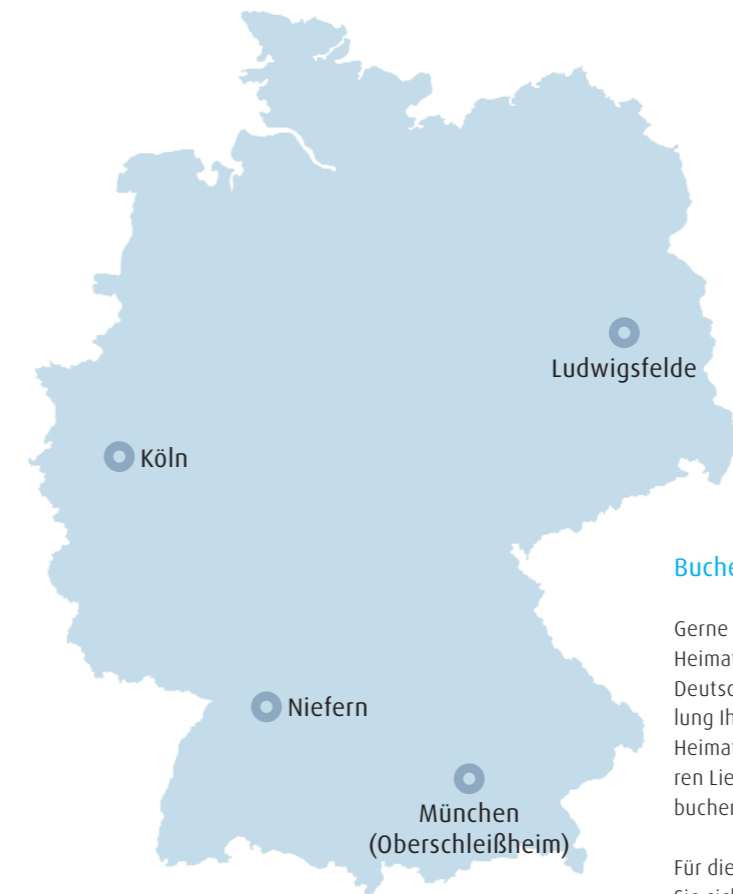 Ludwigsfelde
Köln
Niefern
München
(Oberschleißheim)
Buche
Gerne
Heima
Deutsc
lung Ih
Heima
ren Lie
bucher
Für die